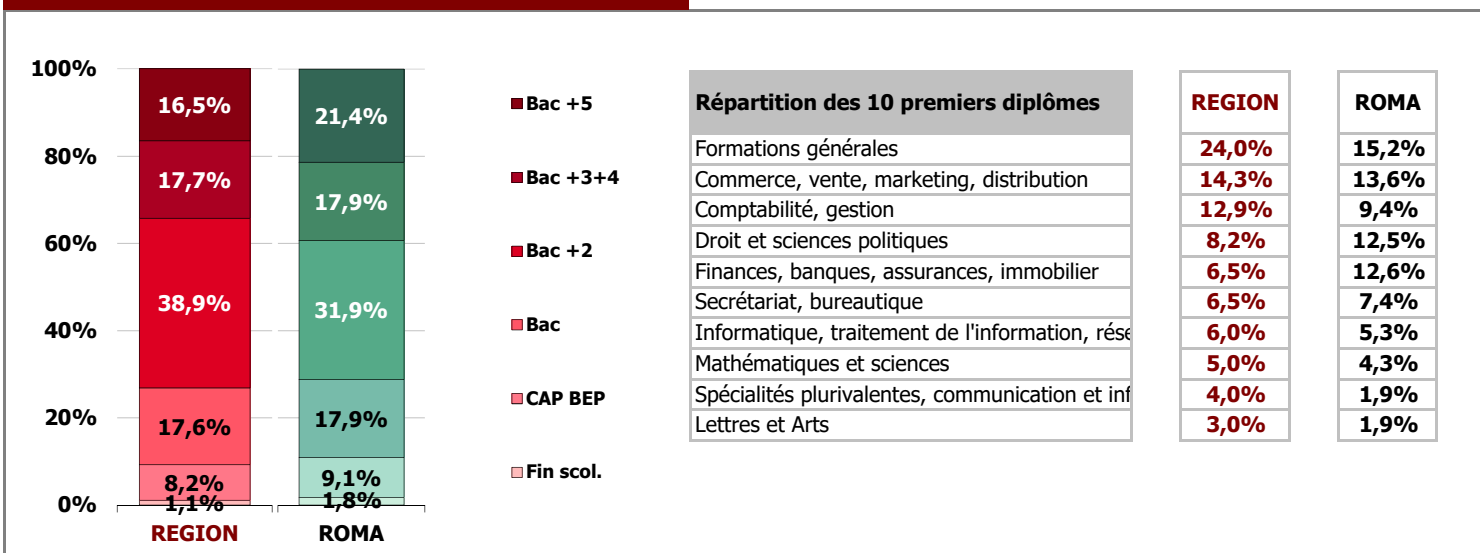 100%
80%
60%
40%
20%
0%
16,5%
17,7%
38,9%
17,6%
8,2%
1,1%
REGION
21,4%
17,9%
31,9%
17,9%
9,1%
1,8%
ROMA
Bac +5
Bac +3+4
Bac +2
Bac
CAP BEP
Fin scol.
Répartition des 10 premiers diplômes REGION ROMA
Formations générales 24,0% 15,2%
Commerce, vente, marketing, distribution 14,3% 13,6%
Comptabilité, gestion 12,9% 9,4%
Droit et sciences politiques 8,2% 12,5%
Finances, banques, assurances, immobilier 6,5% 12,6%
Secrétariat, bureautique 6,5% 7,4%
Informatique, traitement de l'information, rése 6,0% 5,3%
Mathématiques et sciences 5,0% 4,3%
Spécialités plurivalentes, communication et inf 4,0% 1,9%
Lettres et Arts 3,0% 1,9%